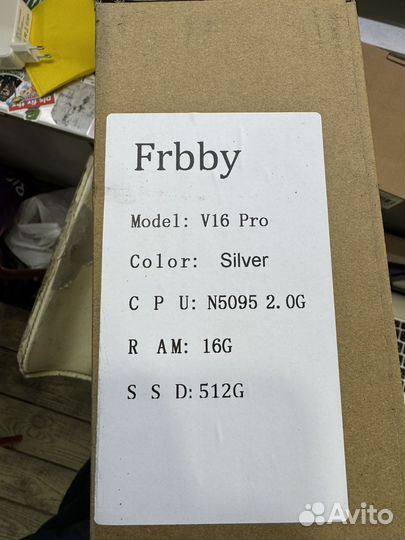 Frbby
Model: V16 Pro
Color: Silver
C P U: N5095 2.0G
R AM: 16G
S S D: 512G
Avito